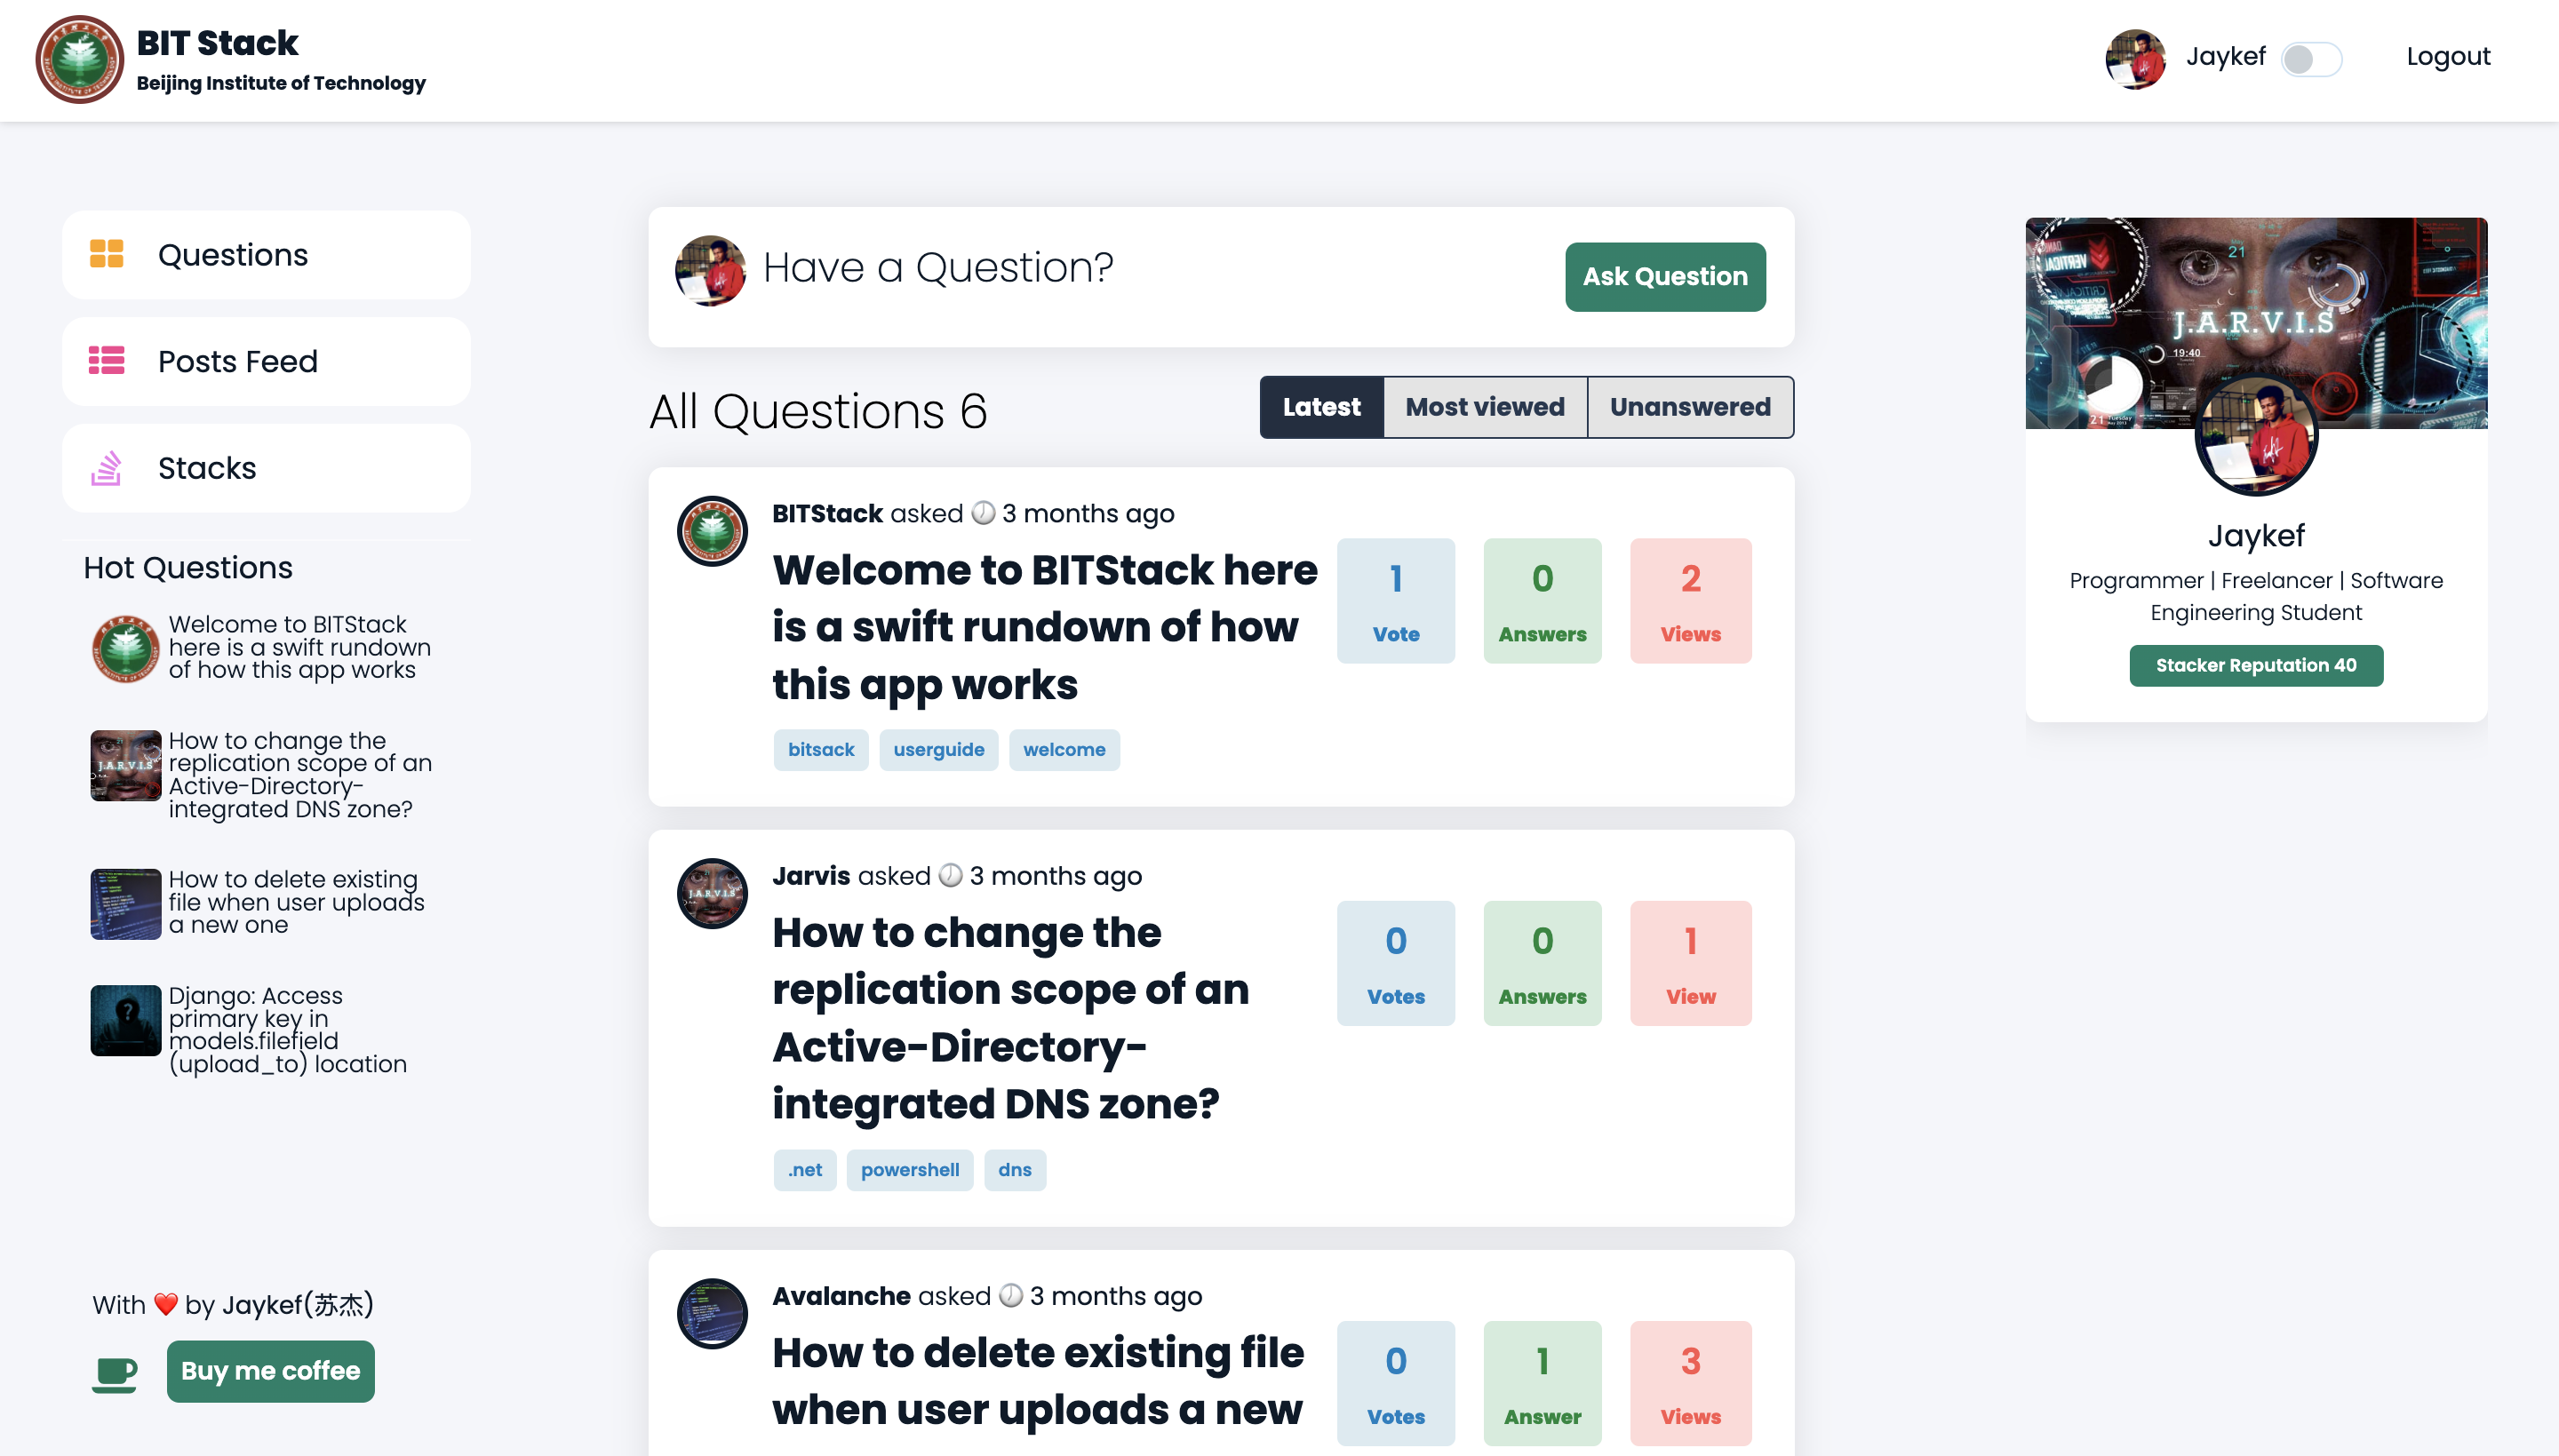 BIT Stack
Beijing Institute of Technology
Jaykef
Logout
Questions
Posts Feed
Stacks
Hot Questions
Welcome to BITStack
here is a swift rundown
of how this app works
How to change the
replication scope of an
Active-Directory-
integrated DNS zone?
How to delete existing
file when user uploads
a new one
Django: Access
primary key in
models.filefield
(upload_to) location
With ❤️ by Jaykef(苏杰)
Buy me coffee
Have a Question?
Ask Question
All Questions 6
Latest
Most viewed
Unanswered
BITStack asked 🕖 3 months ago
Welcome to BITStack here
is a swift rundown of how
this app works
1
Vote
0
Answers
2
Views
bitsack
userguide
welcome
Jarvis asked 🕖 3 months ago
How to change the
replication scope of an
Active-Directory-
integrated DNS zone?
0
Votes
0
Answers
1
View
.net
powershell
dns
Avalanche asked 🕖 3 months ago
How to delete existing file
when user uploads a new
0
Votes
1
Answer
3
Views
21
J.A.R.V.I.S
19:40
Jaykef
Programmer | Freelancer | Software
Engineering Student
Stacker Reputation 40